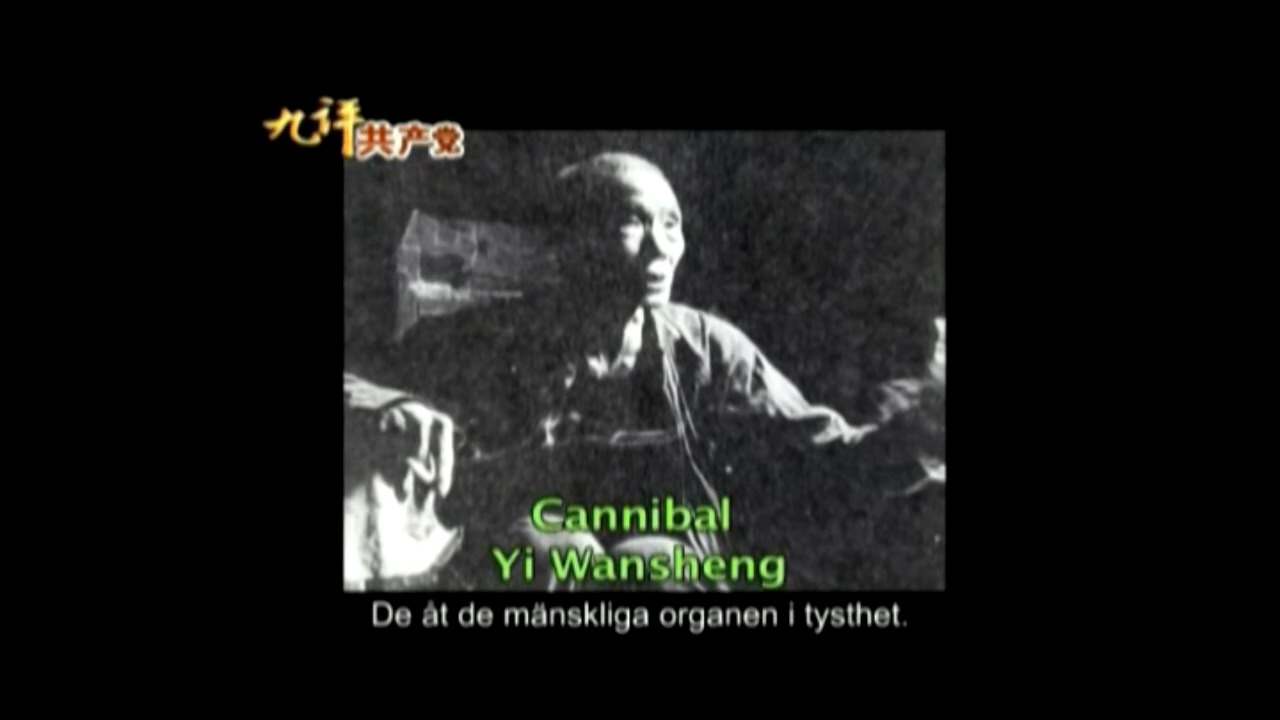 九评共产党
Cannibal
Yi Wansheng
De åt de mänskliga organen i tysthet.